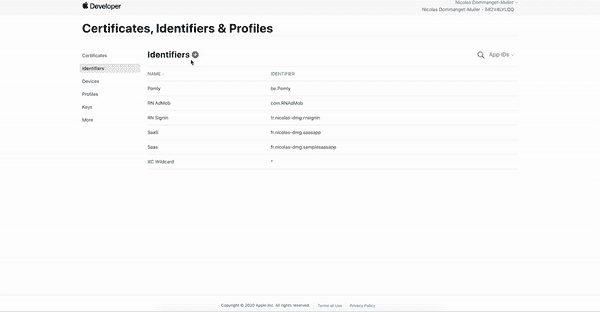 Developer
Nicolas Dommanget-Muller
Nicolas Dommanget-Muller -
Certificates, Identifiers & Profiles
Certificates
Identifiers
Devices
Profiles
Keys
More
Identifiers
App IDs
NAME
IDENTIFIER
Pomly
be.Pomly
RN AdMob
com.RNAdMob
RN Signin
fr.nicolas-dmg.rnsignin
SaaS
fr.nicolas-dmg.saasapp
Saas
fr.nicolas-dmg.samplesaasapp
XC Wildcard
*
Copyright © 2020 Apple Inc. All rights reserved.
Terms of Use
Privacy Policy